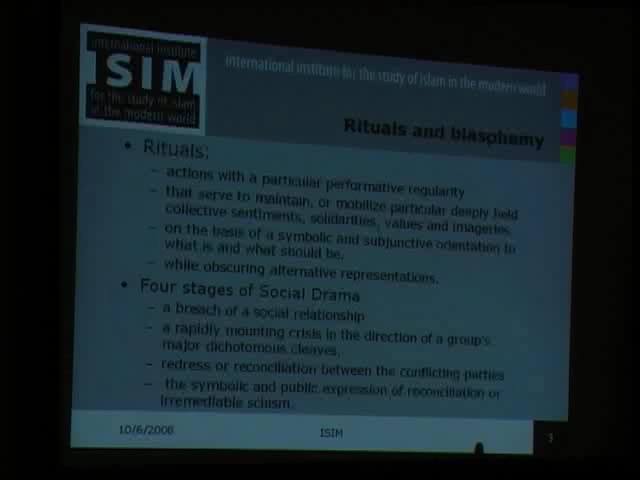 international institute
ISIM
for the study of islam
in the modern world
international institute for the study of islam in the modern world
Rituals and blasphemy
• Rituals:
– actions with a particular performative regularity
– that serve to maintain, or mobilize particular deeply held
collective sentiments, solidarities, values and imageries,
– on the basis of a symbolic and subjunctive orientation to
what is and what should be,
– while obscuring alternative representations.
• Four stages of Social Drama
– a breach of a social relationship
– a rapidly mounting crisis in the direction of a group's
major dichotomous cleaves,
– redress or reconciliation between the conflicting parties
– the symbolic and public expression of reconciliation or
irremediable schism.
10/6/2008
ISIM
3